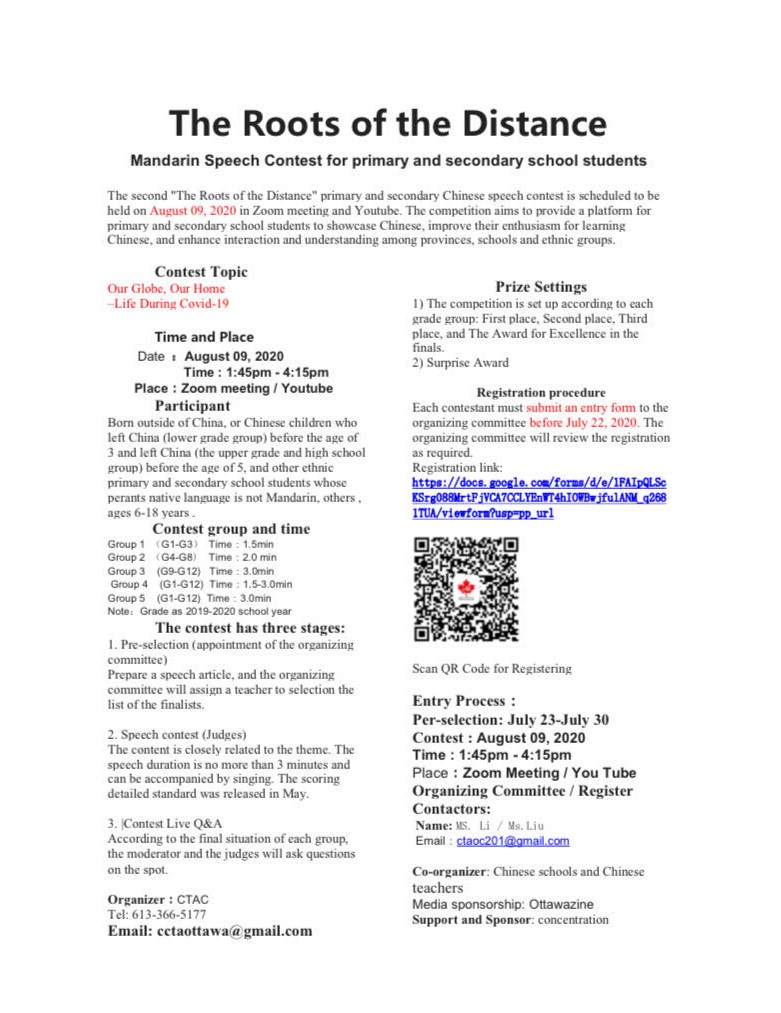 The Roots of the Distance
Mandarin Speech Contest for primary and secondary school students
The second "The Roots of the Distance" primary and secondary Chinese speech contest is scheduled to be
held on August 09, 2020 in Zoom meeting and Youtube. The competition aims to provide a platform for
primary and secondary school students to showcase Chinese, improve their enthusiasm for learning
Chinese, and enhance interaction and understanding among provinces, schools and ethnic groups.
Contest Topic
Our Globe, Our Home
–Life During Covid-19
Time and Place
Date ：August 09, 2020
Time : 1:45pm - 4:15pm
Place : Zoom meeting / Youtube
Participant
Born outside of China, or Chinese children who
left China (lower grade group) before the age of
3 and left China (the upper grade and high school
group) before the age of 5, and other ethnic
primary and secondary school students whose
perants native language is not Mandarin, others ,
ages 6-18 years .
Contest group and time
Group 1 （G1-G3） Time : 1.5min
Group 2 （G4-G8） Time : 2.0 min
Group 3 (G9-G12) Time : 3.0min
Group 4 (G1-G12) Time : 1.5-3.0min
Group 5 (G1-G12) Time : 3.0min
Note：Grade as 2019-2020 school year
The contest has three stages:
1. Pre-selection (appointment of the organizing
committee)
Prepare a speech article, and the organizing
committee will assign a teacher to selection the
list of the finalists.
2. Speech contest (Judges)
The content is closely related to the theme. The
speech duration is no more than 3 minutes and
can be accompanied by singing. The scoring
detailed standard was released in May.
3. |Contest Live Q&A
According to the final situation of each group,
the moderator and the judges will ask questions
on the spot.
Organizer : CTAC
Tel: 613-366-5177
Email: cctaottawa@gmail.com
Prize Settings
1) The competition is set up according to each
grade group: First place, Second place, Third
place, and The Award for Excellence in the
finals.
2) Surprise Award
Registration procedure
Each contestant must submit an entry form to the
organizing committee before July 22, 2020. The
organizing committee will review the registration
as required.
Registration link:
https://docs.google.com/forms/d/e/1FAIpQLSc
KSrg088MrtFjVCA7CCLYEnWT4hIOWBwjfulANM_q268
1TUA/viewform?usp=pp_url
Scan QR Code for Registering
Entry Process :
Per-selection: July 23-July 30
Contest : August 09, 2020
Time : 1:45pm - 4:15pm
Place : Zoom Meeting / You Tube
Organizing Committee / Register
Contactors:
Name: MS. Li / Ms.Liu
Email : ctaoc201@gmail.com
Co-organizer: Chinese schools and Chinese
teachers
Media sponsorship: Ottawazine
Support and Sponsor: concentration